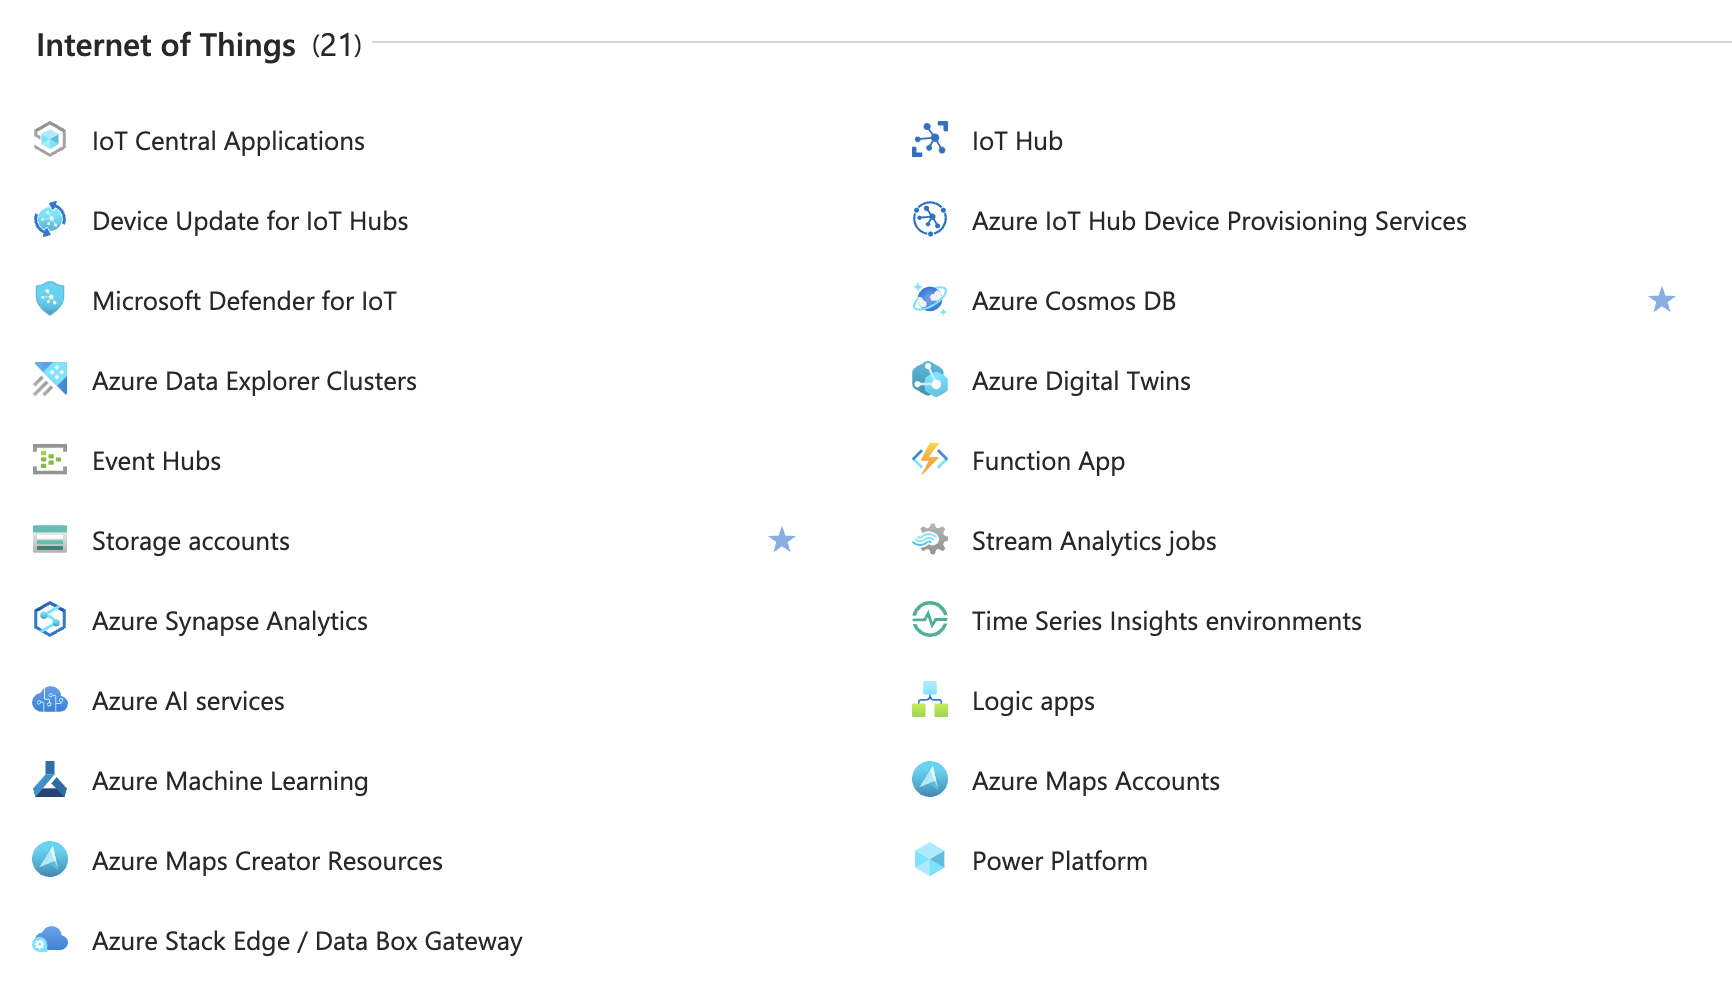 Internet of Things (21)
IoT Central Applications
IoT Hub
Device Update for IoT Hubs
Azure IoT Hub Device Provisioning Services
Microsoft Defender for IoT
Azure Cosmos DB
Azure Data Explorer Clusters
Azure Digital Twins
Event Hubs
Function App
Storage accounts
Stream Analytics jobs
Azure Synapse Analytics
Time Series Insights environments
Azure AI services
Logic apps
Azure Machine Learning
Azure Maps Accounts
Azure Maps Creator Resources
Power Platform
Azure Stack Edge / Data Box Gateway